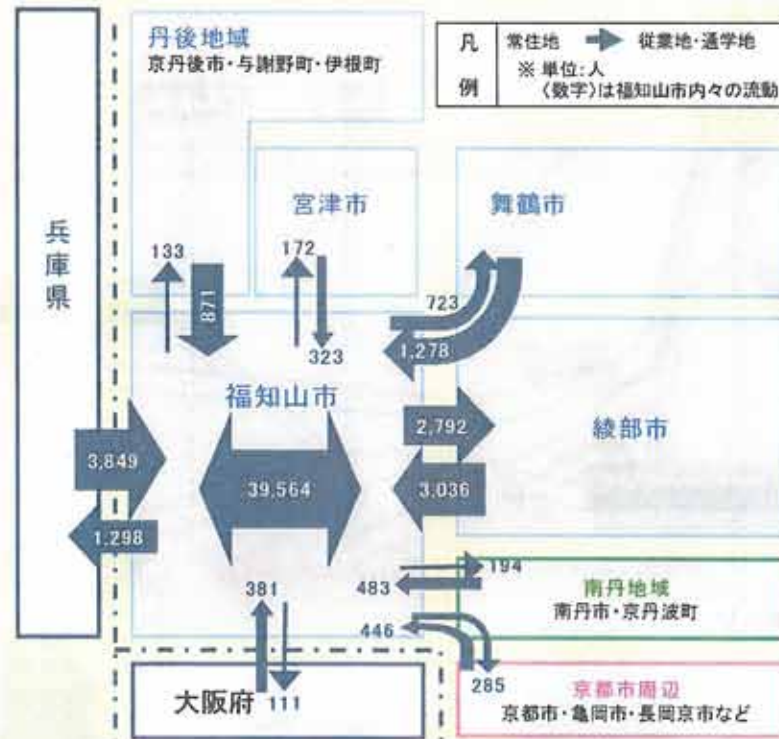 丹後地域
京丹後市・与謝野町・伊根町
凡例
常住地 従業地・通学地
※ 単位:人
〈数字〉は福知山市内々の流動
兵庫県
宮津市
舞鶴市
133
871
172
323
723
1,278
福知山市
2,792
綾部市
3,849
39,564
3,036
1,298
194
483
南丹地域
南丹市・京丹波町
381
446
大阪府
111
285
京都市周辺
京都市・亀岡市・長岡京市など